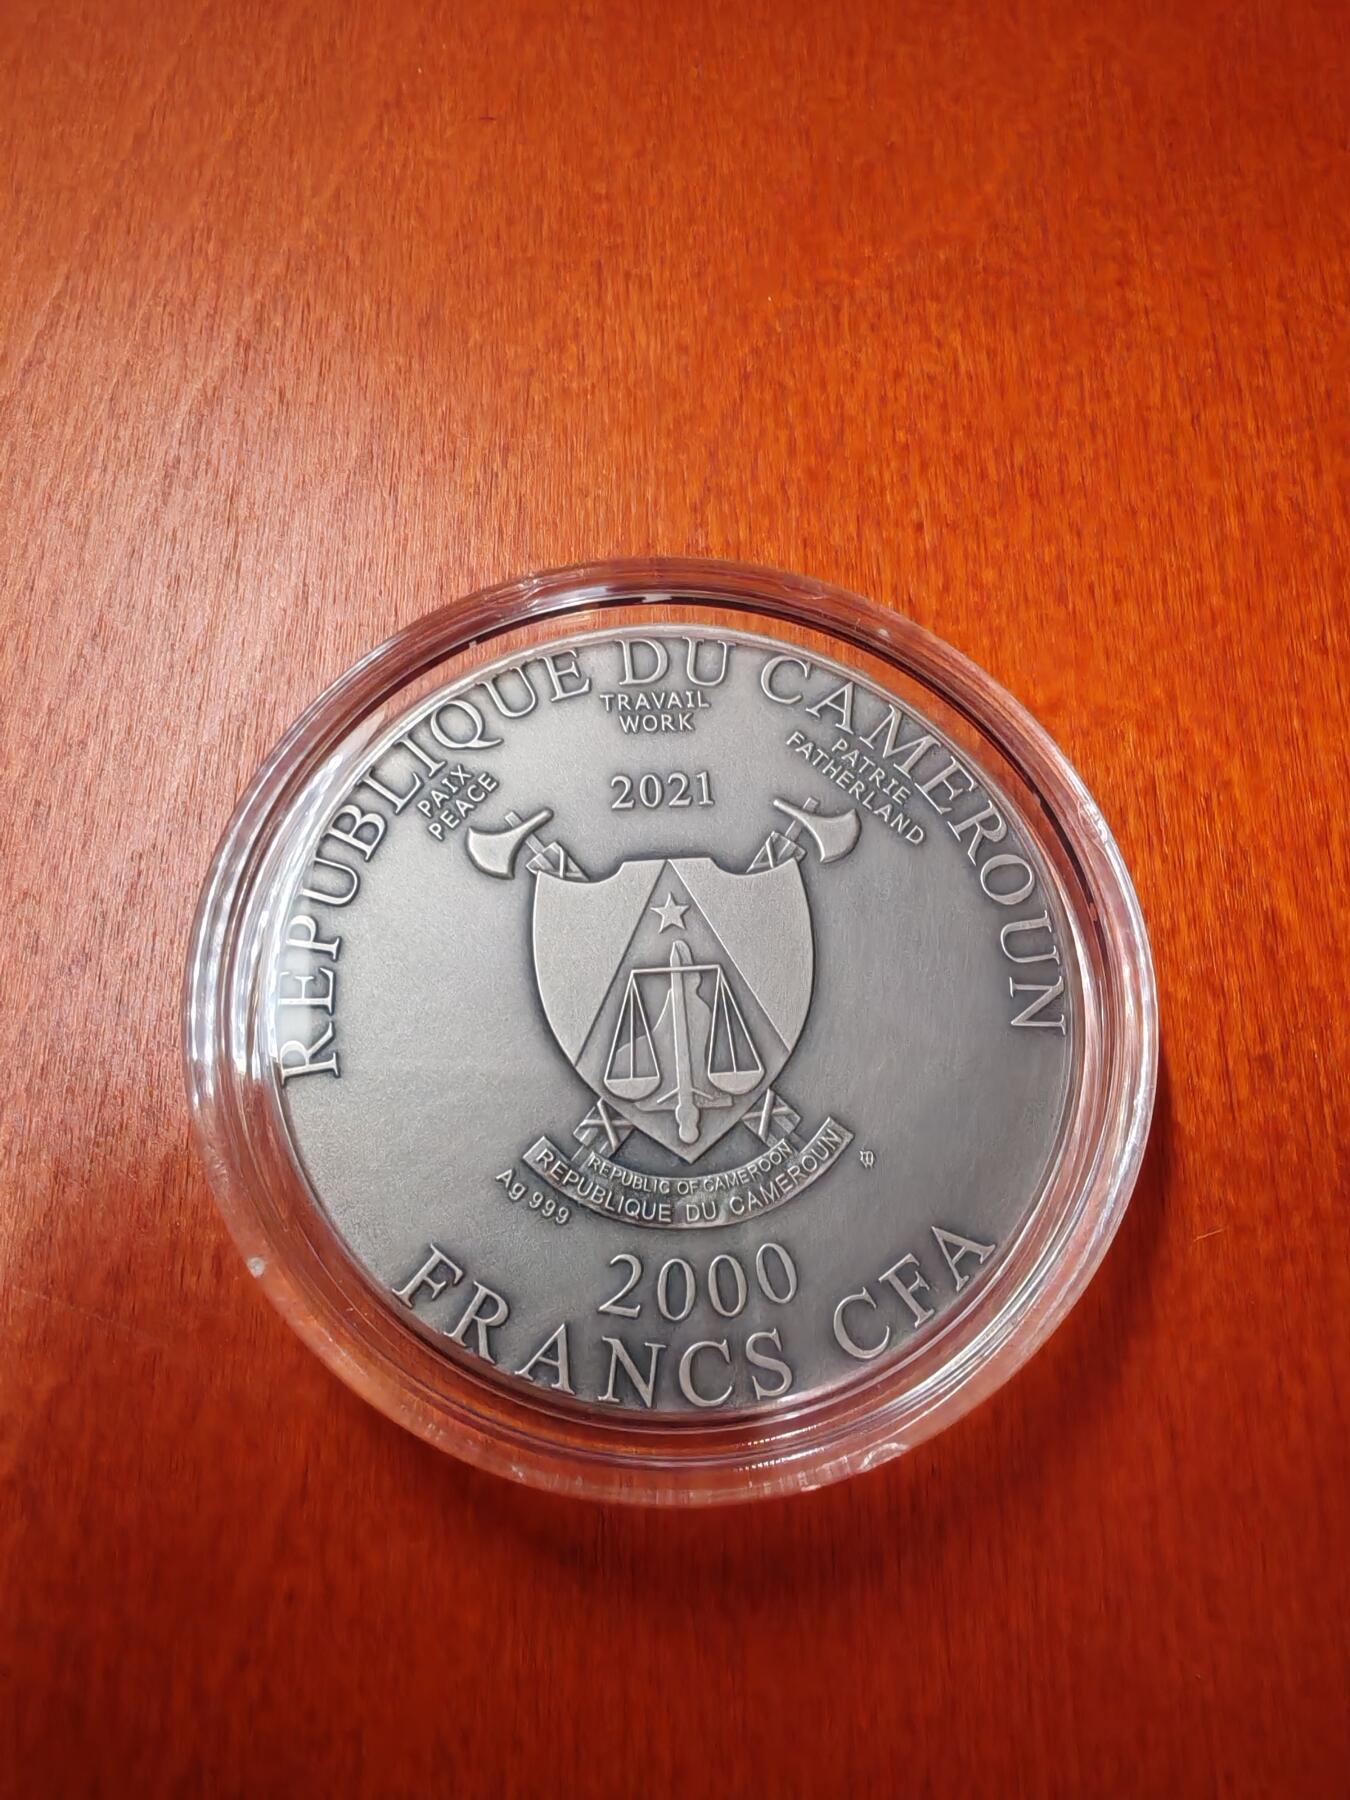 REPUBLIQUE DU CAMEROUN
TRAVAIL
WORK
PAIX
PEACE
PATRIE
FATHERLAND
2021
REPUBLIC OF CAMEROON
REPUBLIQUE DU CAMEROUN
Ag 999
2000
FRANCS CFA